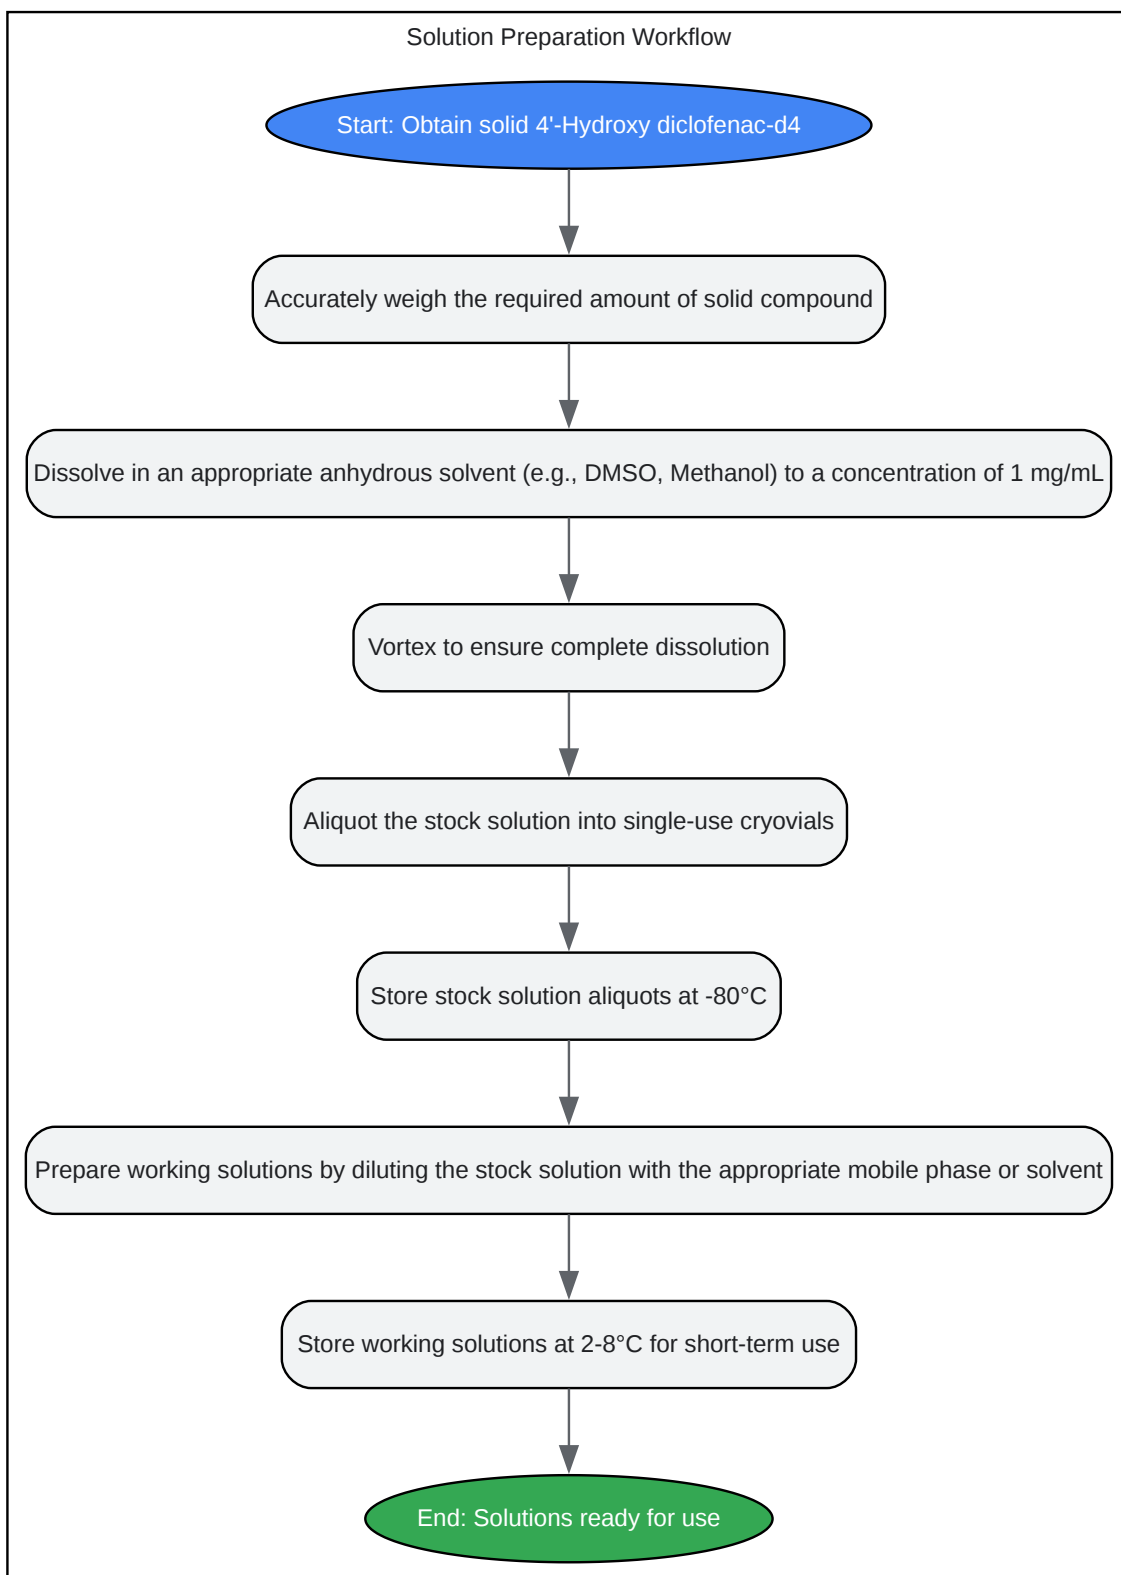 Solution Preparation Workflow
Start: Obtain solid 4'-Hydroxy diclofenac-d4
Accurately weigh the required amount of solid compound
Dissolve in an appropriate anhydrous solvent (e.g., DMSO, Methanol) to a concentration of 1 mg/mL
Vortex to ensure complete dissolution
Aliquot the stock solution into single-use cryovials
Store stock solution aliquots at -80°C
Prepare working solutions by diluting the stock solution with the appropriate mobile phase or solvent
Store working solutions at 2-8°C for short-term use
End: Solutions ready for use